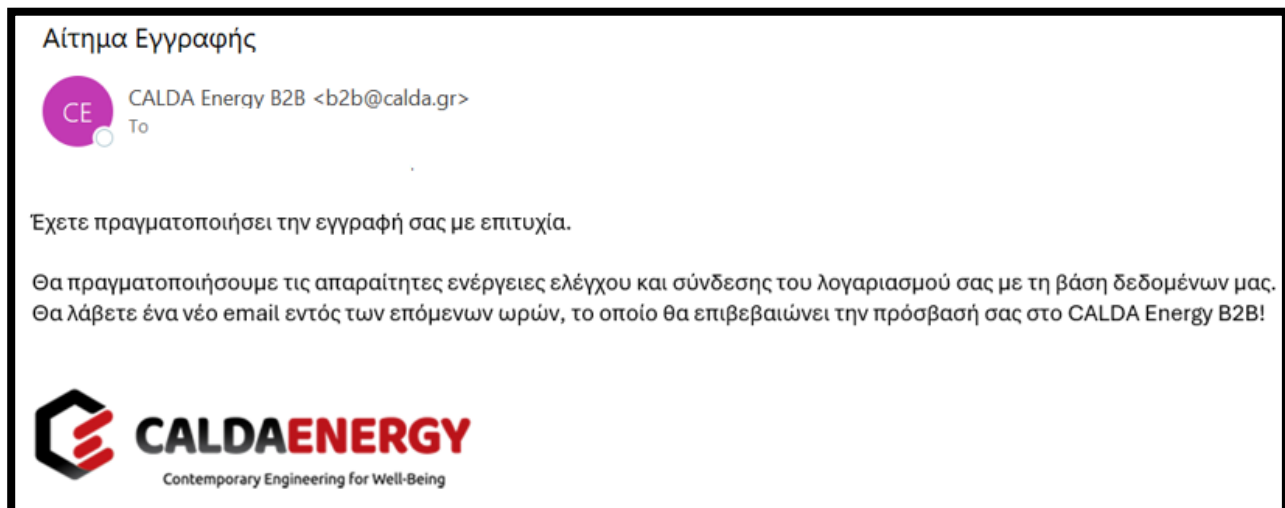 Αίτημα Εγγραφής
CE
CALDA Energy B2B <b2b@calda.gr>
To
Έχετε πραγματοποιήσει την εγγραφή σας με επιτυχία.
Θα πραγματοποιήσουμε τις απαραίτητες ενέργειες ελέγχου και σύνδεσης του λογαριασμού σας με τη βάση δεδομένων μας.
Θα λάβετε ένα νέο email εντός των επόμενων ωρών, το οποίο θα επιβεβαιώνει την πρόσβασή σας στο CALDA Energy B2B!
CALDAENERGY
Contemporary Engineering for Well-Being